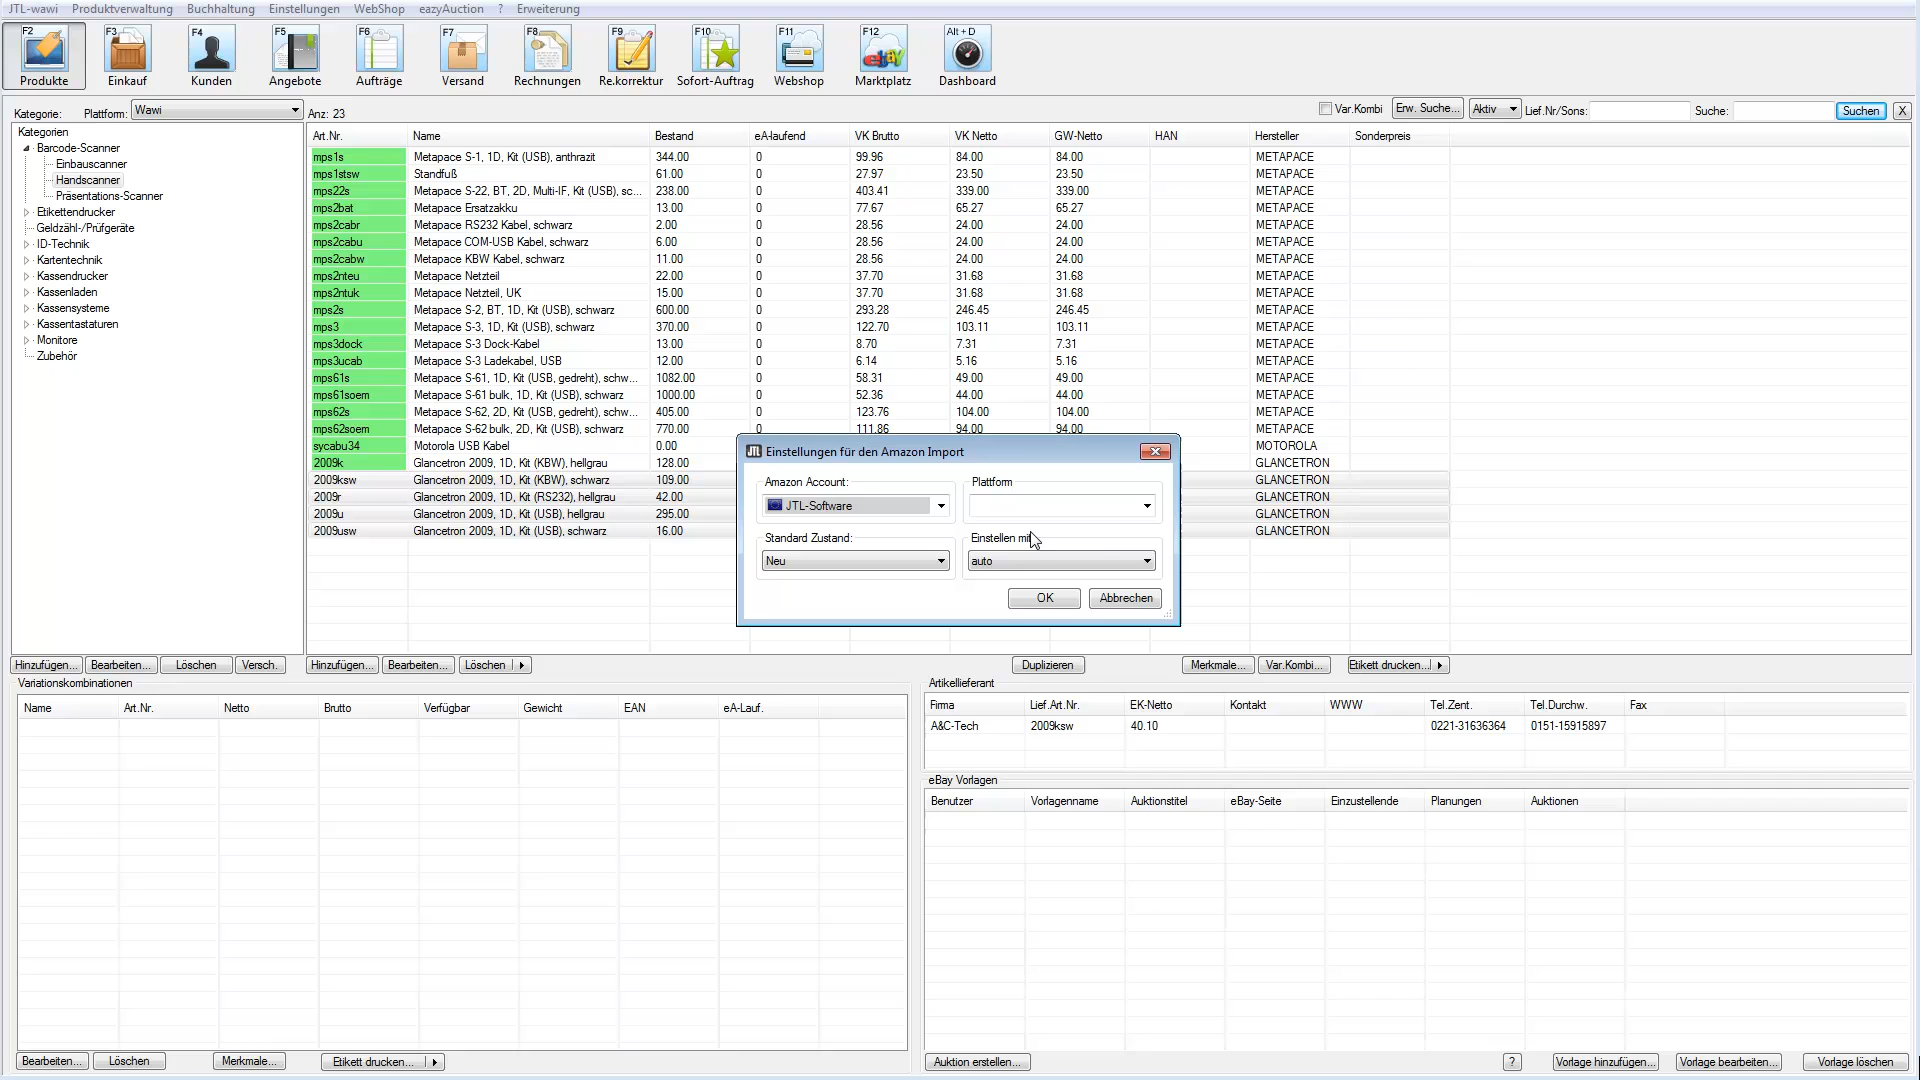 JTL-wawi Produktverwaltung Buchhaltung Einstellungen WebShop eazyAuction ? Erweiterung
F2 F3 F4 F5 F6 F7 F8 F9 F10 F11 F12 Alt + D
Produkte Einkauf Kunden Angebote Aufträge Versand Rechnungen Re.korrektur Sofort-Auftrag Webshop Marktplatz Dashboard
Kategorie: Plattform: Wawi Anz: 23 Var.Kombi Erw. Suche... Aktiv Lief.Nr/Sons: Suche: Suchen X
Kategorien
Barcode-Scanner
Einbauscanner
Handscanner
Präsentations-Scanner
Etikettendrucker
Geldzähl-/Prüfgeräte
ID-Technik
Kartentechnik
Kassendrucker
Kassenladen
Kassensysteme
Kassentastaturen
Monitore
Zubehör
Art.Nr. Name Bestand eA-laufend VK Brutto VK Netto GW-Netto HAN Hersteller Sonderpreis
mps1s Metapace S-1, 1D, Kit (USB), anthrazit 344.00 0 99.96 84.00 84.00 METAPACE
mps1stsw Standfuß 61.00 0 27.97 23.50 23.50 METAPACE
mps22s Metapace S-22, BT, 2D, Multi-IF, Kit (USB), sc... 238.00 0 403.41 339.00 339.00 METAPACE
mps2bat Metapace Ersatzakku 13.00 0 77.67 65.27 65.27 METAPACE
mps2cabr Metapace RS232 Kabel, schwarz 2.00 0 28.56 24.00 24.00 METAPACE
mps2cabu Metapace COM-USB Kabel, schwarz 6.00 0 28.56 24.00 24.00 METAPACE
mps2cabw Metapace KBW Kabel, schwarz 11.00 0 28.56 24.00 24.00 METAPACE
mps2nteu Metapace Netzteil 22.00 0 37.70 31.68 31.68 METAPACE
mps2ntuk Metapace Netzteil, UK 15.00 0 37.70 31.68 31.68 METAPACE
mps2s Metapace S-2, BT, 1D, Kit (USB), schwarz 600.00 0 293.28 246.45 246.45 METAPACE
mps3 Metapace S-3, 1D, Kit (USB), schwarz 370.00 0 122.70 103.11 103.11 METAPACE
mps3dock Metapace S-3 Dock-Kabel 13.00 0 8.70 7.31 7.31 METAPACE
mps3ucab Metapace S-3 Ladekabel, USB 12.00 0 6.14 5.16 5.16 METAPACE
mps61s Metapace S-61, 1D, Kit (USB, gedreht), schw... 1082.00 0 58.31 49.00 49.00 METAPACE
mps61soem Metapace S-61 bulk, 1D, Kit (USB), schwarz 1000.00 0 52.36 44.00 44.00 METAPACE
mps62s Metapace S-62, 2D, Kit (USB, gedreht), schw... 405.00 0 123.76 104.00 104.00 METAPACE
mps62soem Metapace S-62 bulk, 2D, Kit (USB), schwarz 770.00 0 111.86 94.00 94.00 METAPACE
sycabu34 Motorola USB Kabel 0.00 MOTOROLA
2009k Glancetron 2009, 1D, Kit (KBW), hellgrau 128.00 GLANCETRON
2009ksw Glancetron 2009, 1D, Kit (KBW), schwarz 109.00 GLANCETRON
2009r Glancetron 2009, 1D, Kit (RS232), hellgrau 42.00 GLANCETRON
2009u Glancetron 2009, 1D, Kit (USB), hellgrau 295.00 GLANCETRON
2009usw Glancetron 2009, 1D, Kit (USB), schwarz 16.00 GLANCETRON
JTL Einstellungen für den Amazon Import
Amazon Account: Plattform
JTL-Software
Standard Zustand: Einstellen mit
Neu auto
OK Abbrechen
Hinzufügen... Bearbeiten... Löschen Versch. Hinzufügen... Bearbeiten... Löschen Duplizieren Merkmale... Var.Kombi... Etikett drucken...
Variationskombinationen
Name Art.Nr. Netto Brutto Verfügbar Gewicht EAN eA-Lauf.
Artikellieferant
Firma Lief.Art.Nr. EK-Netto Kontakt WWW Tel.Zent. Tel.Durchw. Fax
A&C-Tech 2009ksw 40.10 0221-31636364 0151-15915897
eBay Vorlagen
Benutzer Vorlagenname Auktionstitel eBay-Seite Einzustellende Planungen Auktionen
Bearbeiten... Löschen Merkmale... Etikett drucken... Auktion erstellen... ? Vorlage hinzufügen... Vorlage bearbeiten... Vorlage löschen